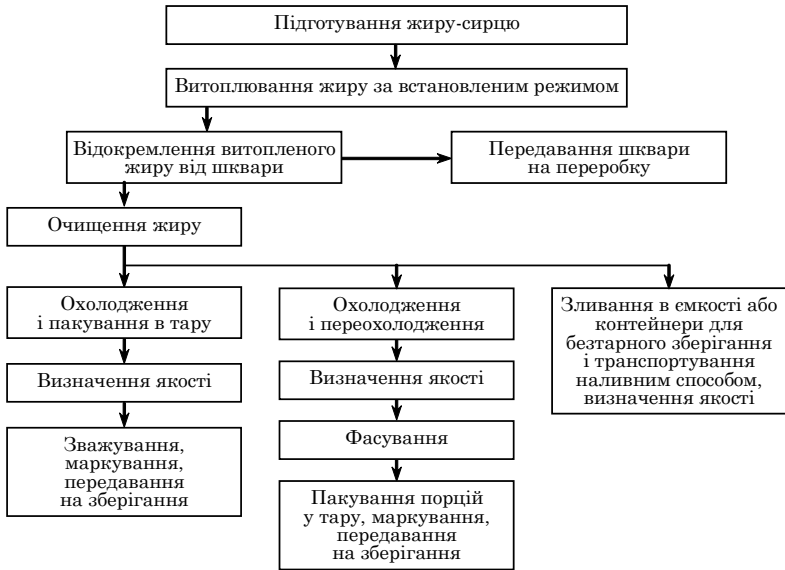 Підготування жиру-сирцю
Витоплювання жиру за встановленим режимом
Відокремлення витопленого
жиру від шквари
Передавання шквари
на переробку
Очищення жиру
Охолодження
і пакування в тару
Визначення якості
Зважування,
маркування,
передавання
на зберігання
Охолодження
і переохолодження
Визначення якості
Фасування
Пакування порцій
у тару, маркування,
передавання
на зберігання
Зливання в ємкості або
контейнери для
безтарного зберігання
і транспортування
наливним способом,
визначення якості